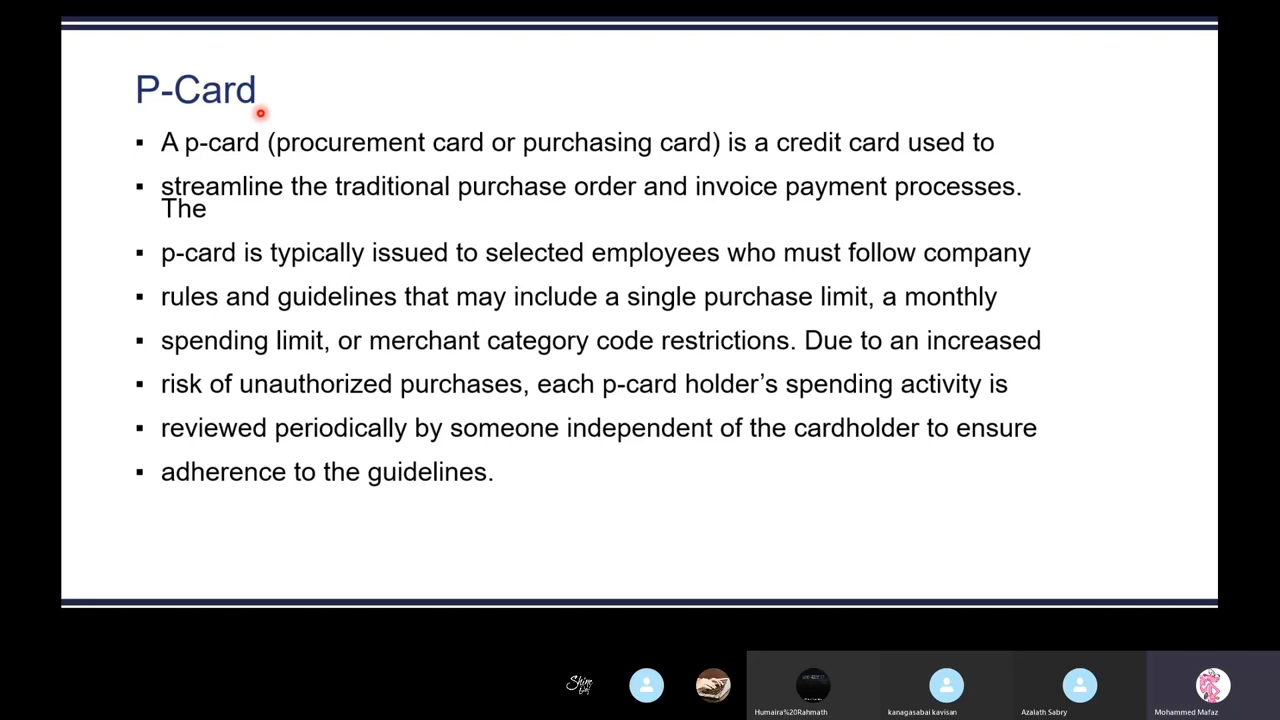 P-Card
▪ A p-card (procurement card or purchasing card) is a credit card used to
▪ streamline the traditional purchase order and invoice payment processes.
The
▪ p-card is typically issued to selected employees who must follow company
▪ rules and guidelines that may include a single purchase limit, a monthly
▪ spending limit, or merchant category code restrictions. Due to an increased
▪ risk of unauthorized purchases, each p-card holder’s spending activity is
▪ reviewed periodically by someone independent of the cardholder to ensure
▪ adherence to the guidelines.
Shine
Humaira%20Rahmath
kanagasabai kavisan
Azalath Sabry
Mohammed Mafaz